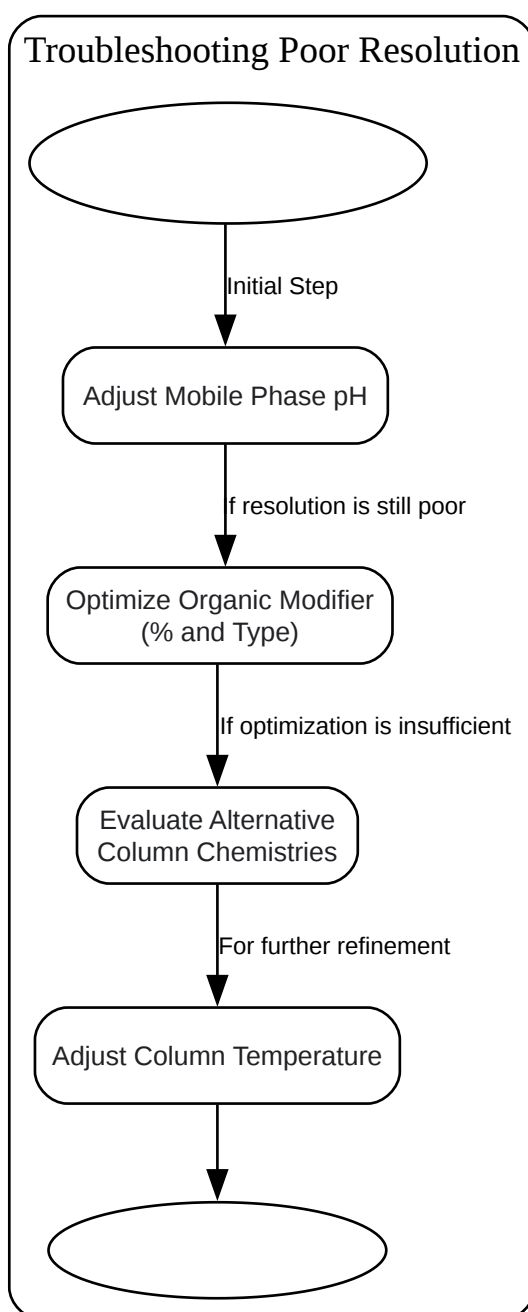 Troubleshooting Poor Resolution
Initial Step
Adjust Mobile Phase pH
If resolution is still poor
Optimize Organic Modifier
(% and Type)
If optimization is insufficient
Evaluate Alternative
Column Chemistries
For further refinement
Adjust Column Temperature